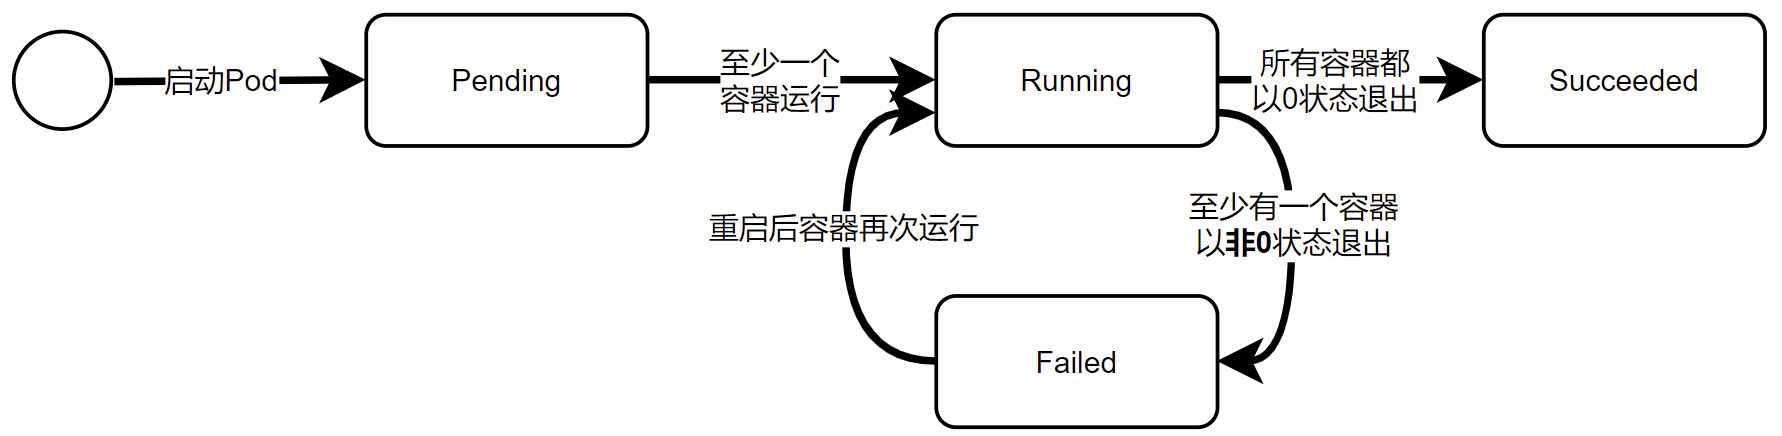 启动Pod
Pending
至少一个
容器运行
Running
所有容器都
以0状态退出
Succeeded
重启后容器再次运行
至少有一个容器
以非0状态退出
Failed